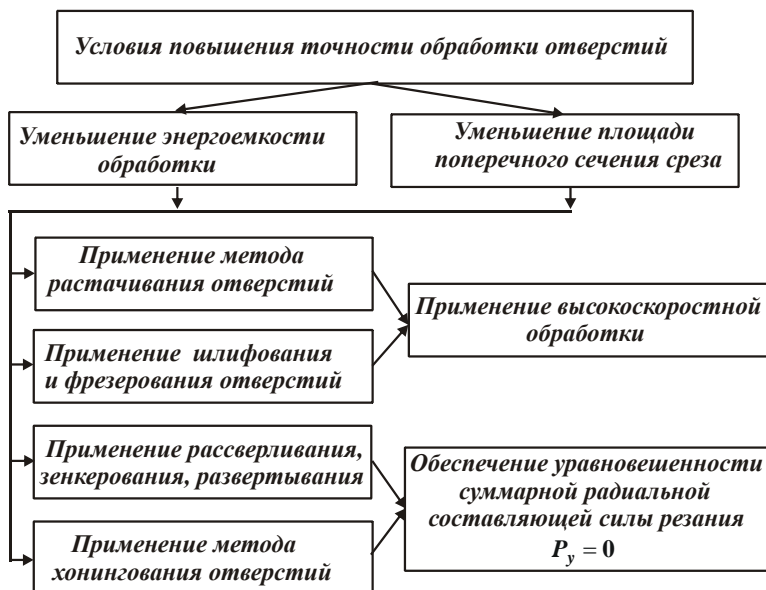 Условия повышения точности обработки отверстий
Уменьшение энергоемкости
обработки
Уменьшение площади
поперечного сечения среза
Применение метода
растачивания отверстий
Применение шлифования
и фрезерования отверстий
Применение высокоскоростной
обработки
Применение рассверливания,
зенкерования, развертывания
Применение метода
хонингования отверстий
Обеспечение уравновешенности
суммарной радиальной
составляющей силы резания
P_y = 0